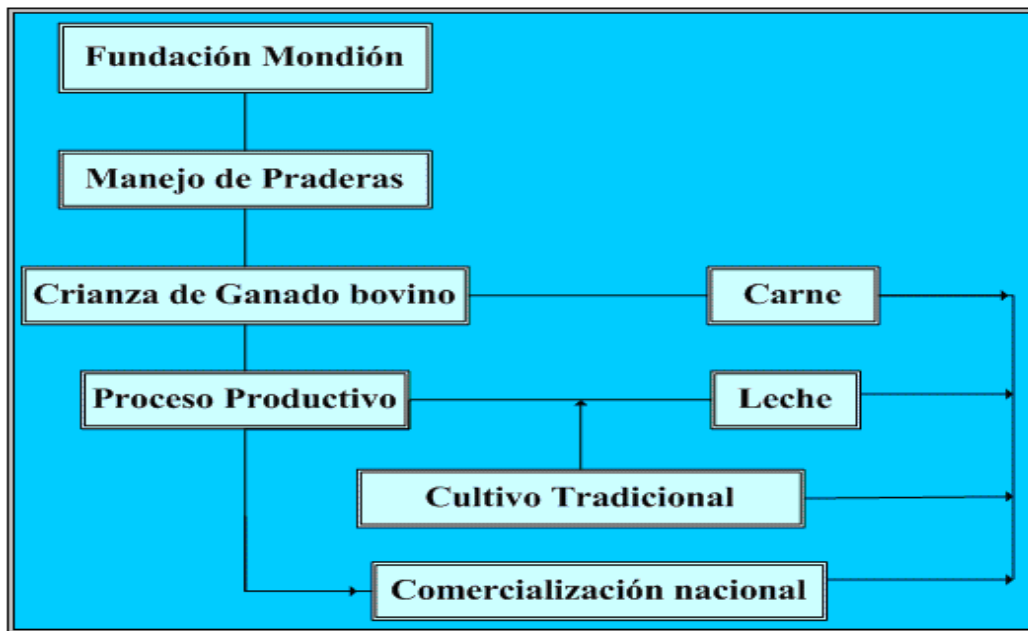 Fundación Mondión
Manejo de Praderas
Crianza de Ganado bovino
Carne
Proceso Productivo
Leche
Cultivo Tradicional
Comercialización nacional